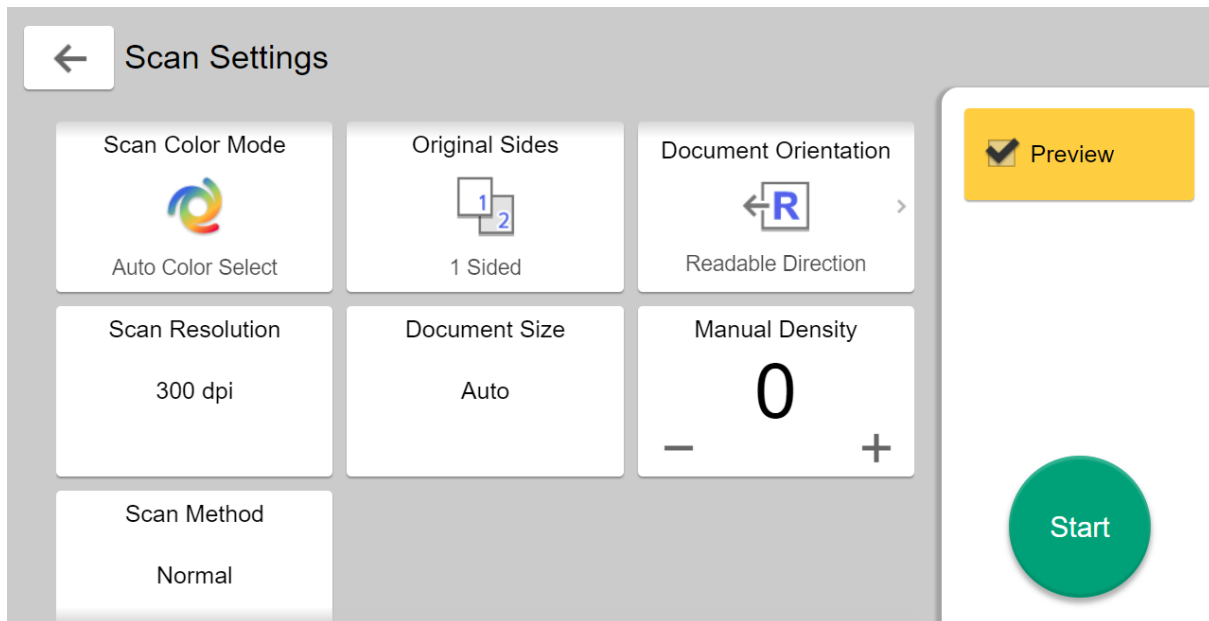 Scan Settings
Scan Color Mode
Auto Color Select
Original Sides
1
2
1 Sided
Document Orientation
R
Readable Direction
Preview
Scan Resolution
300 dpi
Document Size
Auto
Manual Density
0
− +
Scan Method
Normal
Start